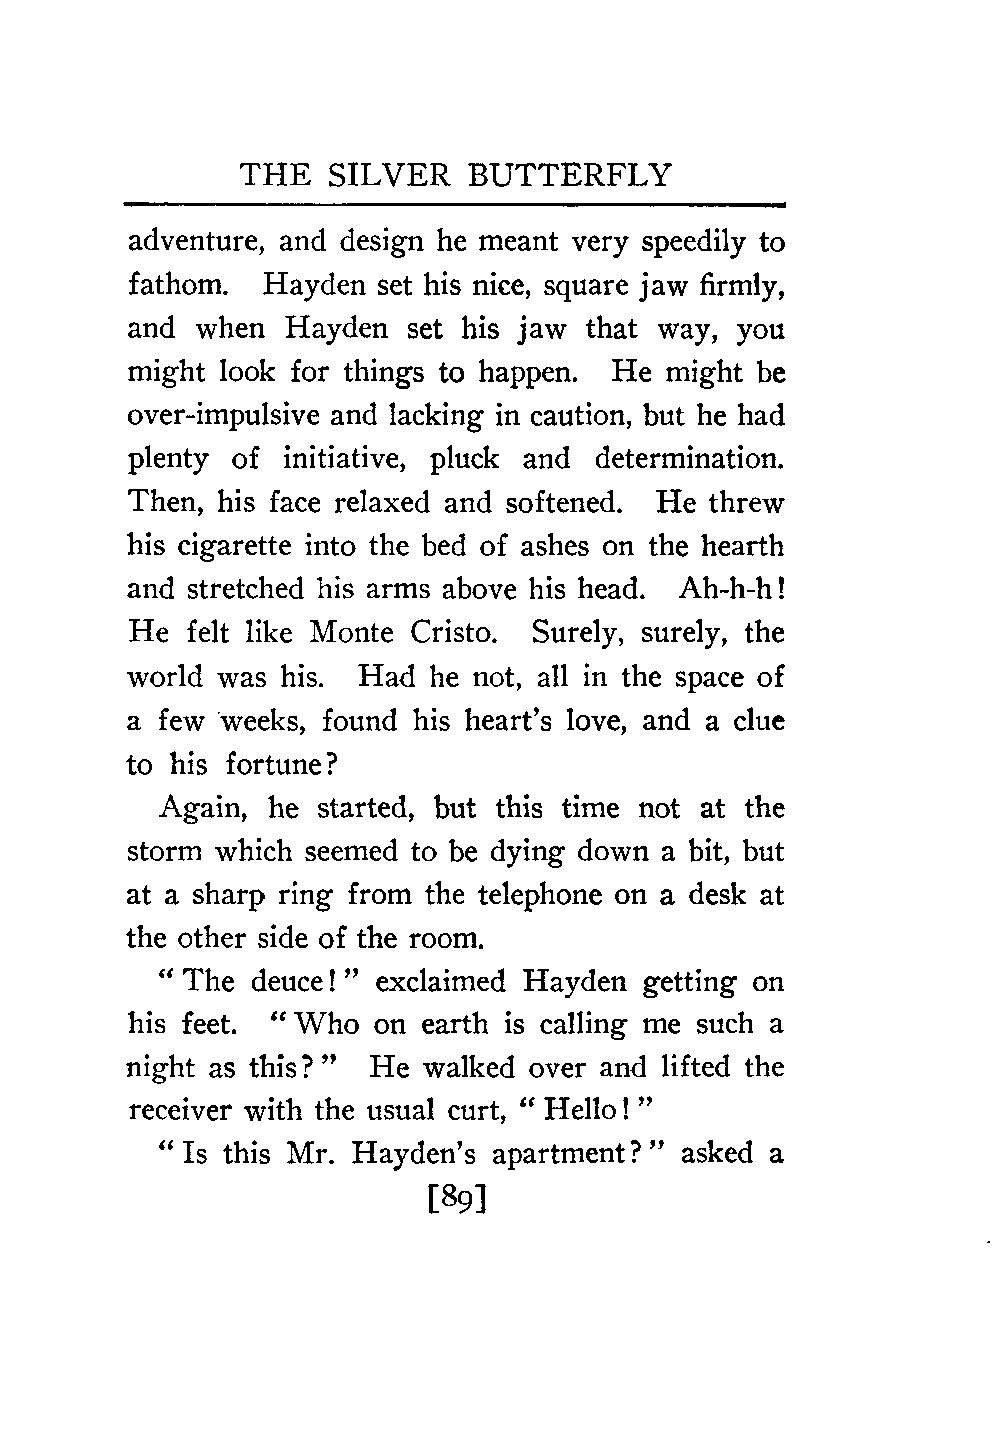 THE SILVER BUTTERFLY
adventure, and design he meant very speedily to
fathom. Hayden set his nice, square jaw firmly,
and when Hayden set his jaw that way, you
might look for things to happen. He might be
over-impulsive and lacking in caution, but he had
plenty of initiative, pluck and determination.
Then, his face relaxed and softened. He threw
his cigarette into the bed of ashes on the hearth
and stretched his arms above his head. Ah-h-h!
He felt like Monte Cristo. Surely, surely, the
world was his. Had he not, all in the space of
a few weeks, found his heart's love, and a clue
to his fortune?
Again, he started, but this time not at the
storm which seemed to be dying down a bit, but
at a sharp ring from the telephone on a desk at
the other side of the room.
“ The deuce! ” exclaimed Hayden getting on
his feet. “ Who on earth is calling me such a
night as this? ” He walked over and lifted the
receiver with the usual curt, “ Hello! ”
“ Is this Mr. Hayden's apartment? ” asked a
[89]